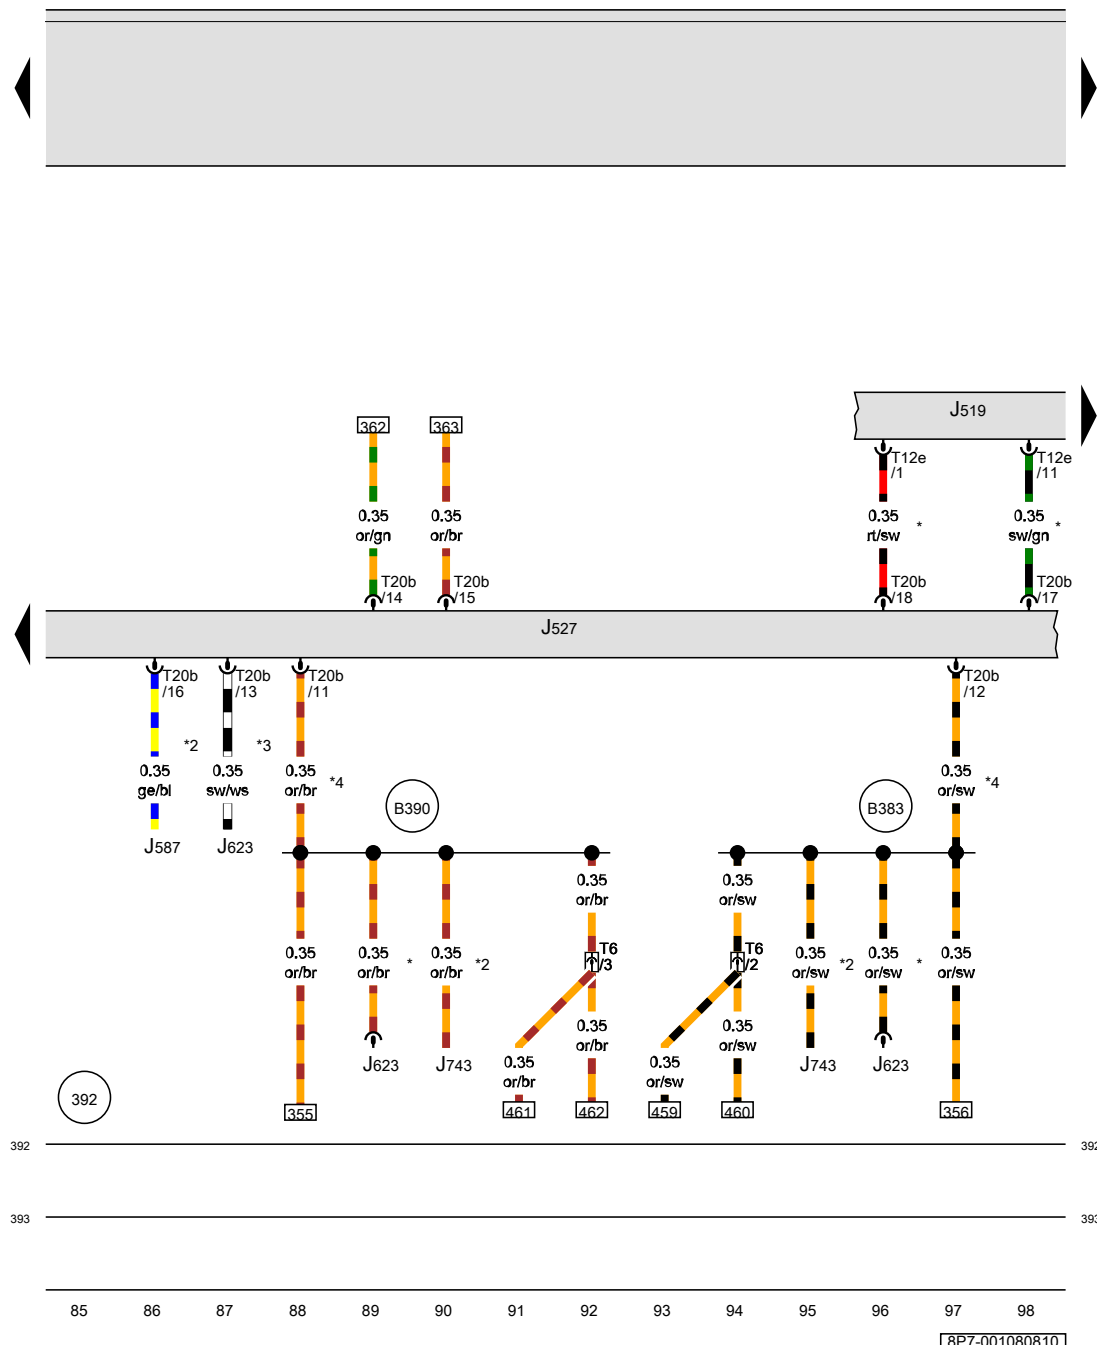 J519
362 363
T12e /1 T12e /11
0.35 or/gn 0.35 or/br 0.35 rt/sw * 0.35 sw/gn *
T20b /14 T20b /15 T20b /18 T20b /17
J527
T20b /16 T20b /13 T20b /11 T20b /12
*2 *3
0.35 ge/bl 0.35 sw/ws 0.35 or/br *4 0.35 or/sw *4
B390 B383
J587 J623
0.35 or/br 0.35 or/sw
T6 /3 T6 /2
0.35 or/br 0.35 or/br * 0.35 or/br *2 0.35 or/sw *2 0.35 or/sw * 0.35 or/sw
0.35 or/br 0.35 or/sw
J623 J743 0.35 or/br 0.35 or/sw J743 J623
392
355 461 462 459 460 356
392 392
393 393
85 86 87 88 89 90 91 92 93 94 95 96 97 98
8P7-001080810